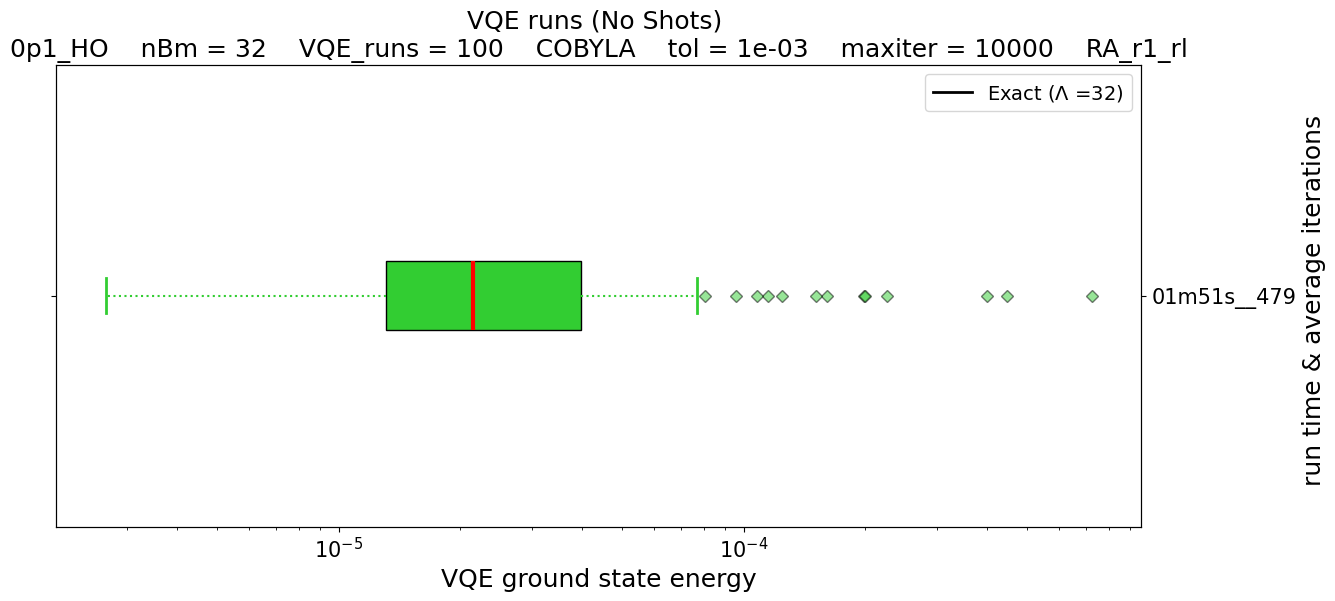 VQE runs (No Shots)
0p1_HO    nBm = 32    VQE_runs = 100    COBYLA    tol = 1e-03    maxiter = 10000    RA_r1_rl
Exact (Λ =32)
01m51s__479
run time & average iterations
10⁻⁵
10⁻⁴
VQE ground state energy